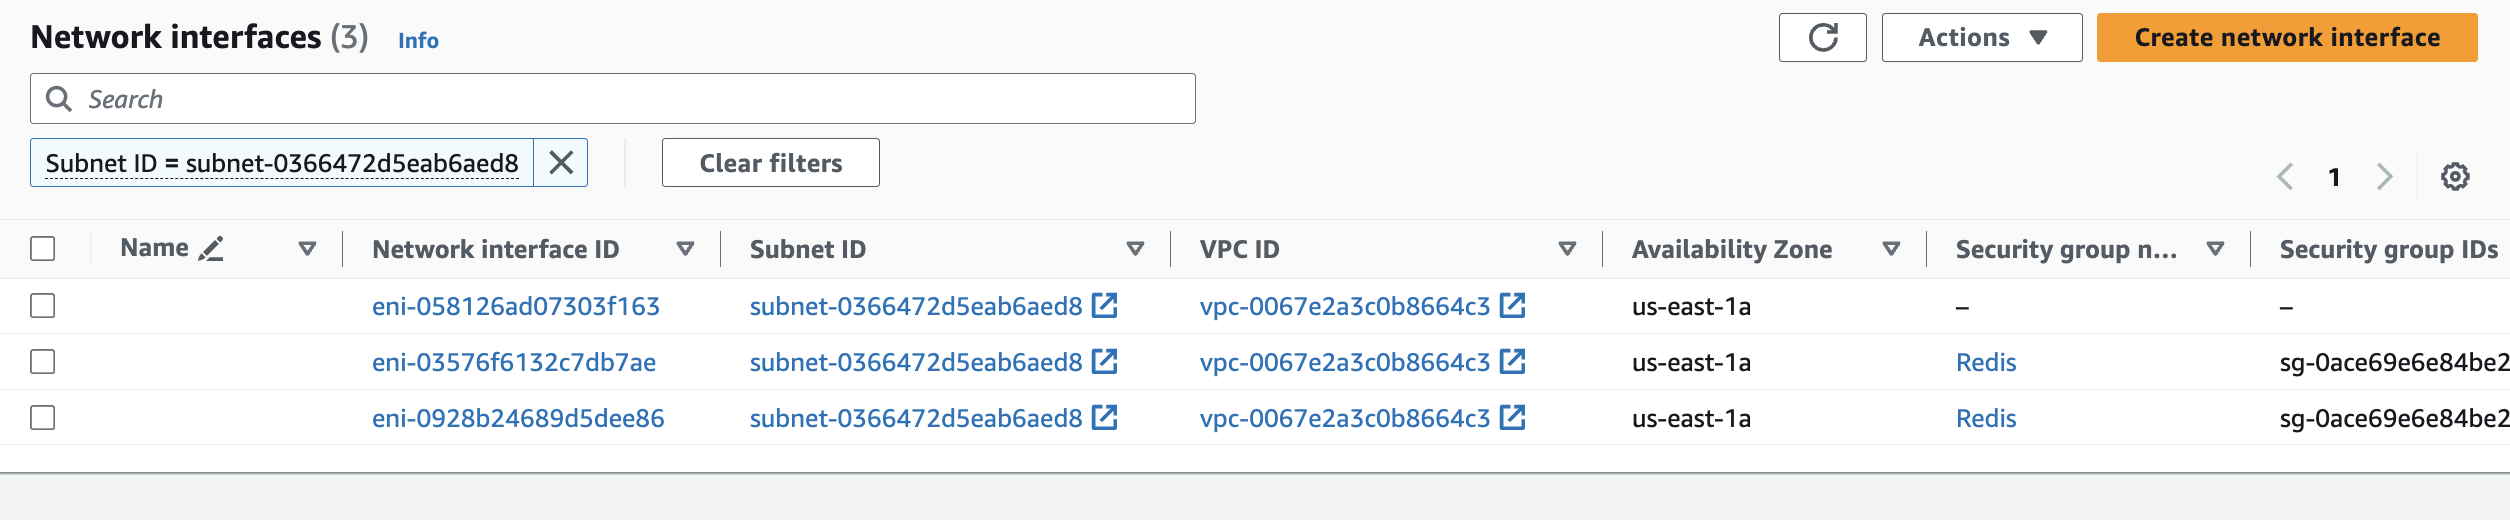 Network interfaces (3) Info
Actions
Create network interface
Search
Subnet ID = subnet-0366472d5eab6aed8
Clear filters
1
Name Network interface ID Subnet ID VPC ID Availability Zone Security group n... Security group IDs
eni-058126ad07303f163 subnet-0366472d5eab6aed8 vpc-0067e2a3c0b8664c3 us-east-1a – –
eni-03576f6132c7db7ae subnet-0366472d5eab6aed8 vpc-0067e2a3c0b8664c3 us-east-1a Redis sg-0ace69e6e84be2
eni-0928b24689d5dee86 subnet-0366472d5eab6aed8 vpc-0067e2a3c0b8664c3 us-east-1a Redis sg-0ace69e6e84be2